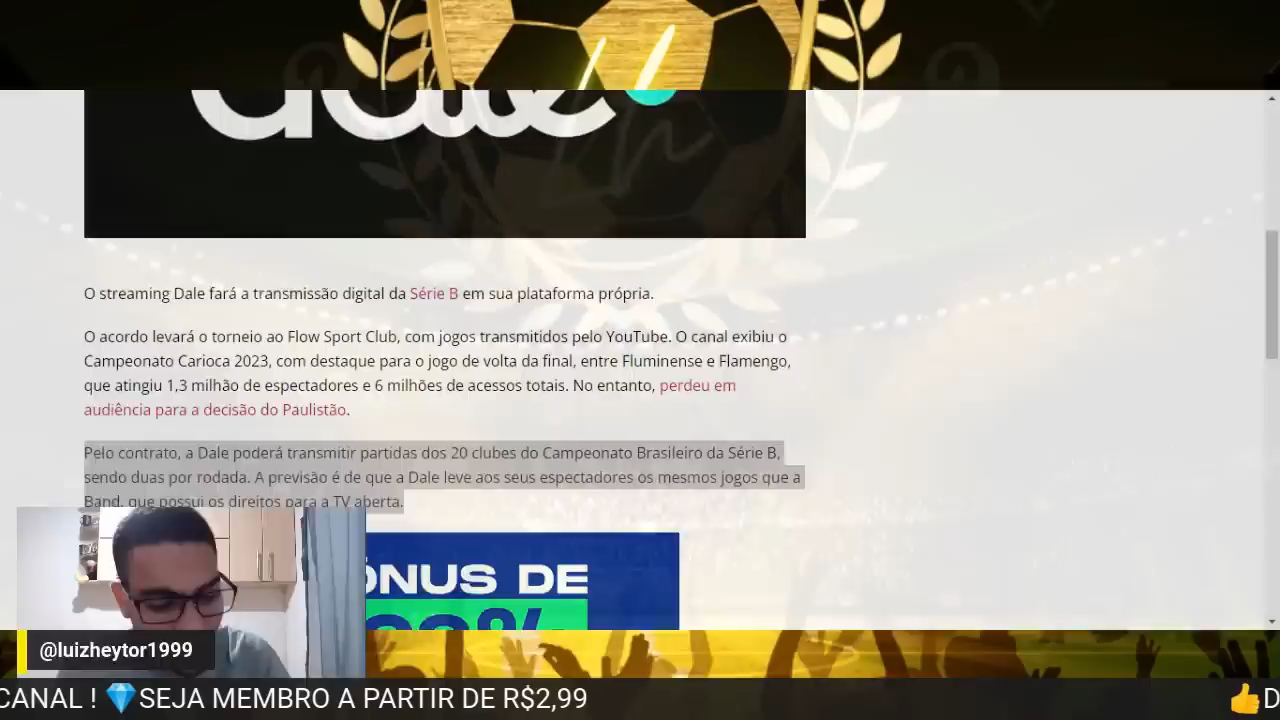 dale
O streaming Dale fará a transmissão digital da Série B em sua plataforma própria.
O acordo levará o torneio ao Flow Sport Club, com jogos transmitidos pelo YouTube. O canal exibiu o
Campeonato Carioca 2023, com destaque para o jogo de volta da final, entre Fluminense e Flamengo,
que atingiu 1,3 milhão de espectadores e 6 milhões de acessos totais. No entanto, perdeu em
audiência para a decisão do Paulistão.
Pelo contrato, a Dale poderá transmitir partidas dos 20 clubes do Campeonato Brasileiro da Série B,
sendo duas por rodada. A previsão é de que a Dale leve aos seus espectadores os mesmos jogos que a
Band, que possui os direitos para a TV aberta.
ÔNUS DE
@luizheytor1999
CANAL ! 💎SEJA MEMBRO A PARTIR DE R$2,99 👍D